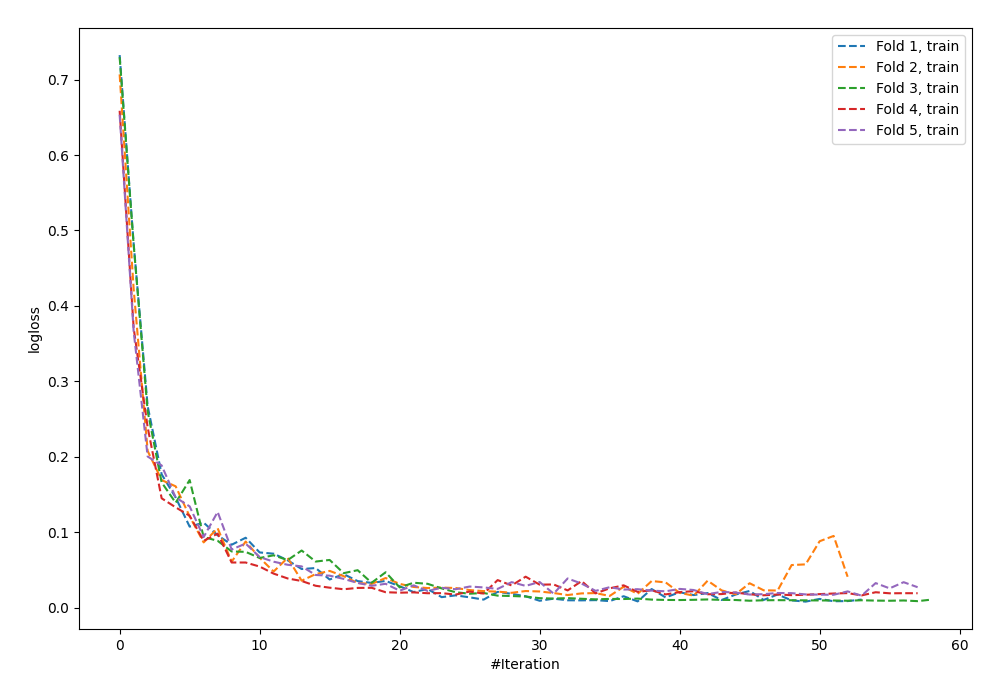 Fold 1, train
Fold 2, train
Fold 3, train
Fold 4, train
Fold 5, train
logloss
0.7
0.6
0.5
0.4
0.3
0.2
0.1
0.0
0
10
20
30
40
50
60
#Iteration